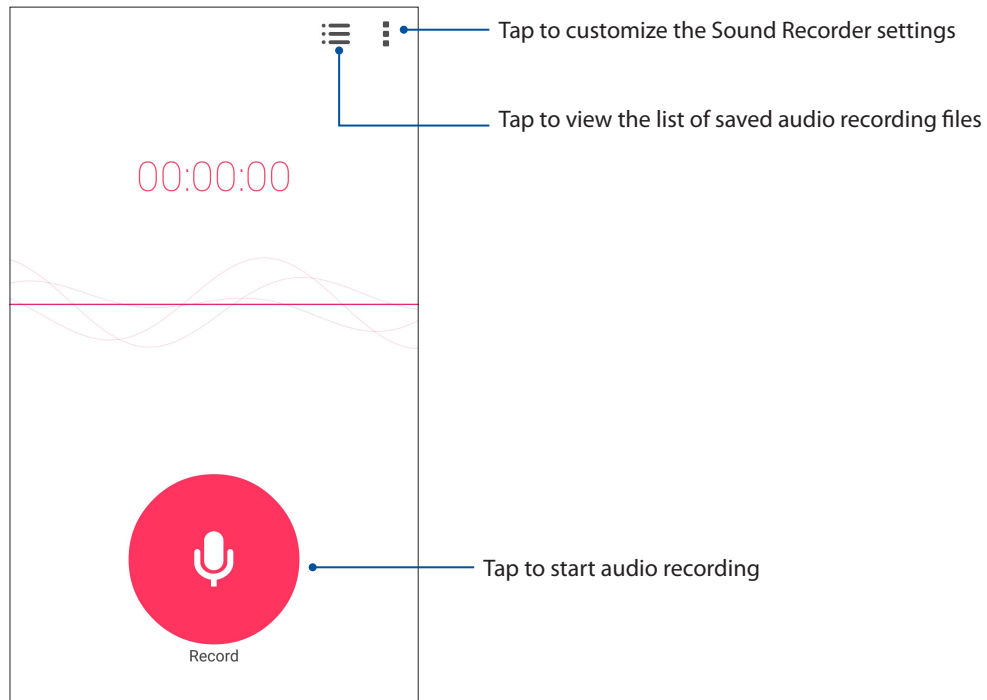 Tap to customize the Sound Recorder settings
Tap to view the list of saved audio recording files
00:00:00
Tap to start audio recording
Record